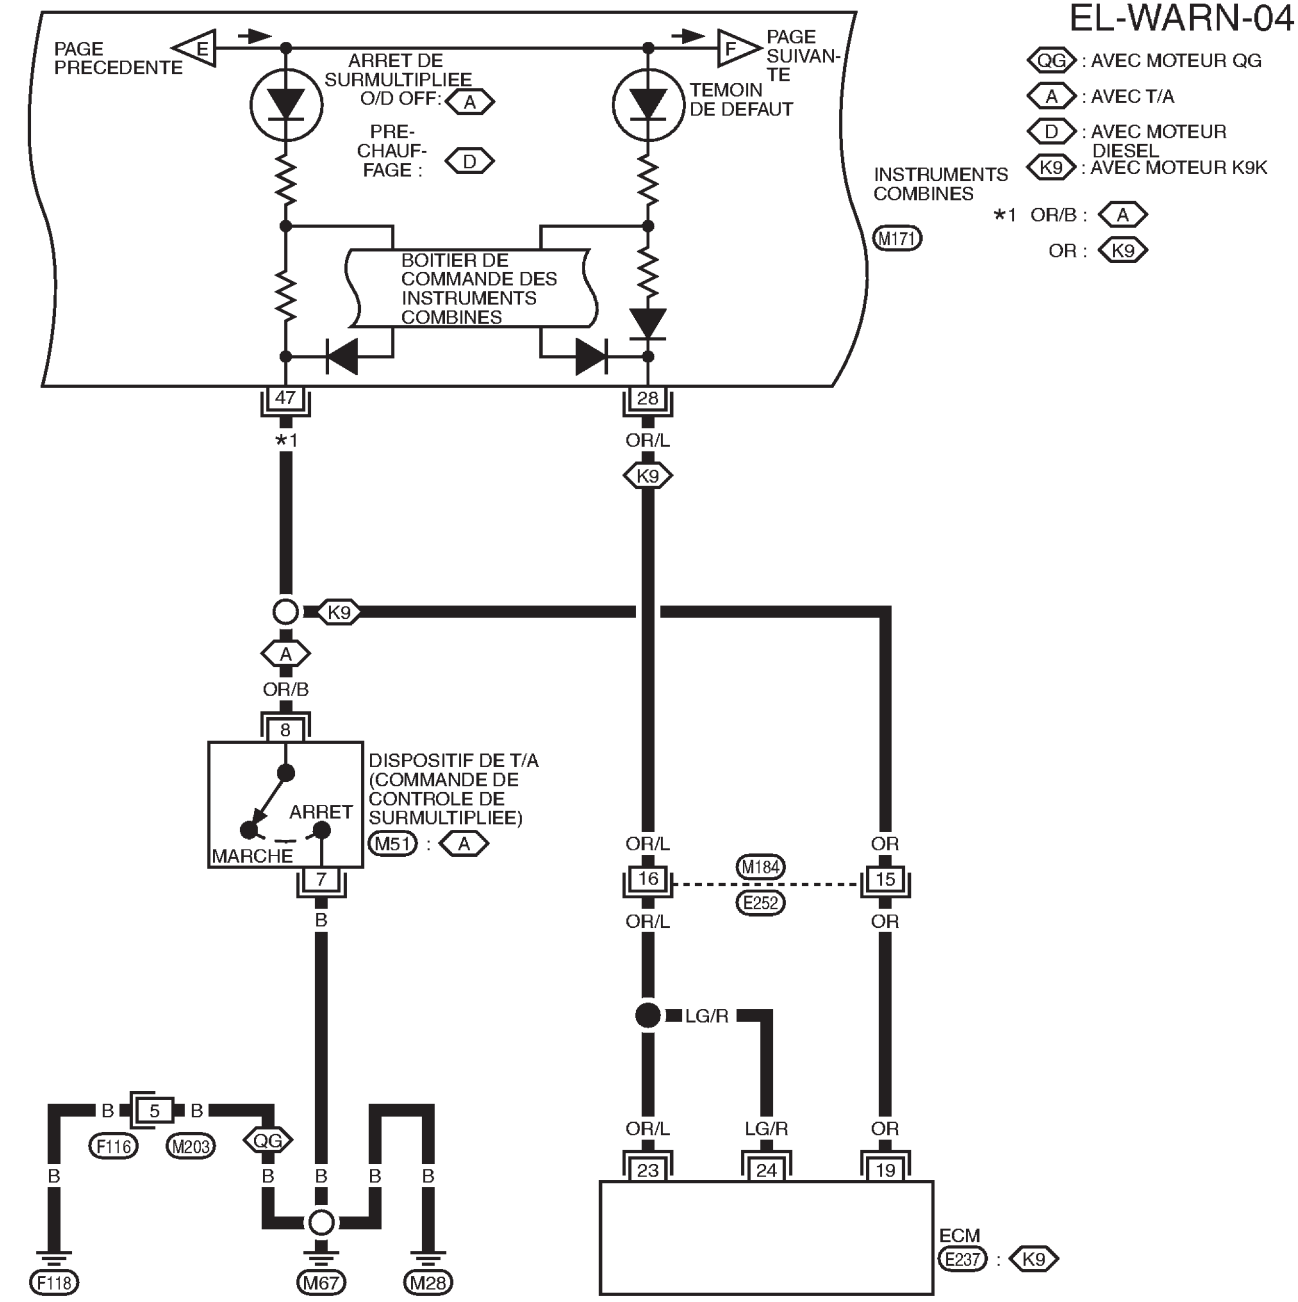 EL-WARN-04
PAGE
PRECEDENTE
E
ARRET DE
SURMULTIPLIEE
O/D OFF: A
PRE-
CHAUF-
FAGE : D
F
PAGE
SUIVAN-
TE
TEMOIN
DE DEFAUT
QG : AVEC MOTEUR QG
A : AVEC T/A
D : AVEC MOTEUR
DIESEL
K9 : AVEC MOTEUR K9K
INSTRUMENTS
COMBINES
M171
*1 OR/B : A
OR : K9
BOITIER DE
COMMANDE DES
INSTRUMENTS
COMBINES
47
28
*1
OR/L
K9
K9
A
OR/B
8
DISPOSITIF DE T/A
(COMMANDE DE
CONTROLE DE
SURMULTIPLIEE)
M51 : A
ARRET
MARCHE
7
B
OR/L
OR
16
M184
15
E252
OR/L
OR
LG/R
B
5
B
F116
M203
QG
OR/L
LG/R
OR
B
B
B
B
B
23
24
19
F118
M67
M28
ECM
E237 : K9